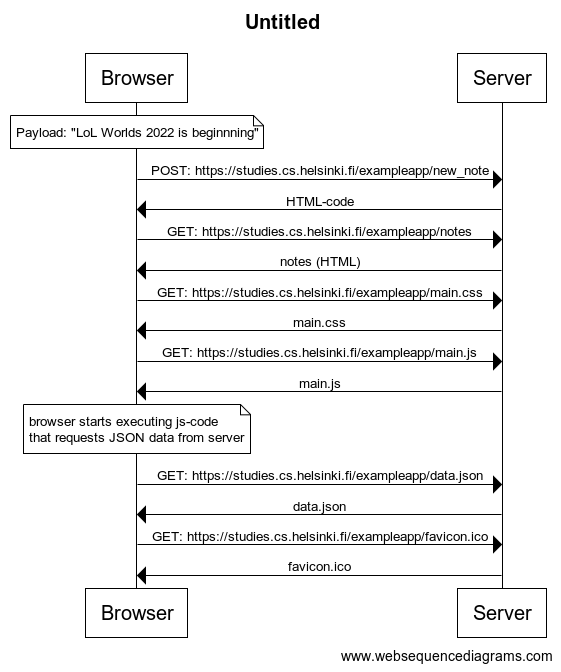 Untitled
Browser
Server
Payload: "LoL Worlds 2022 is beginnning"
POST: https://studies.cs.helsinki.fi/exampleapp/new_note
HTML-code
GET: https://studies.cs.helsinki.fi/exampleapp/notes
notes (HTML)
GET: https://studies.cs.helsinki.fi/exampleapp/main.css
main.css
GET: https://studies.cs.helsinki.fi/exampleapp/main.js
main.js
browser starts executing js-code
that requests JSON data from server
GET: https://studies.cs.helsinki.fi/exampleapp/data.json
data.json
GET: https://studies.cs.helsinki.fi/exampleapp/favicon.ico
favicon.ico
Browser
Server
www.websequencediagrams.com